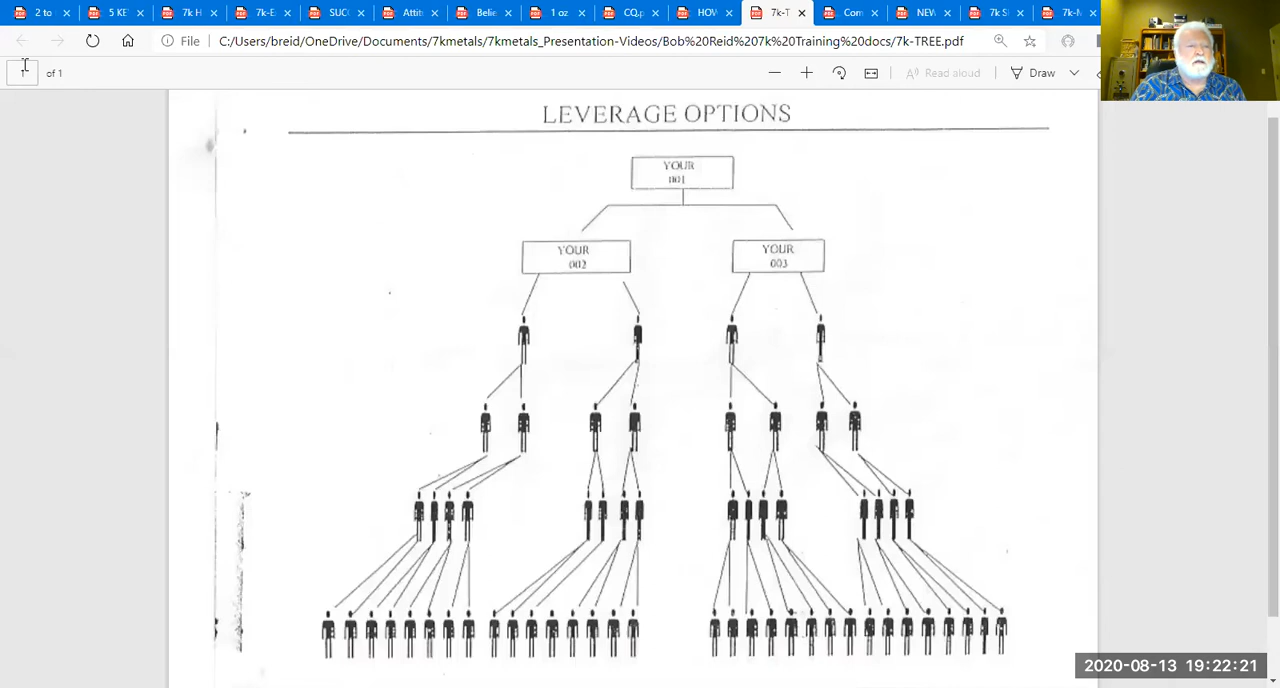 2 to
5 KE
7k H
7k-E
SUC
Attit
Belie
1 oz
CQ.p
HOV
7k-T
Com
NEW
7k S
7k-M
File
C:/Users/breid/OneDrive/Documents/7kmetals/7kmetals_Presentation-Videos/Bob%20Reid%207k%20Training%20docs/7k-TREE.pdf
1 of 1
Read aloud
Draw
LEVERAGE OPTIONS
YOUR
001
YOUR
002
YOUR
003
2020-08-13 19:22:21